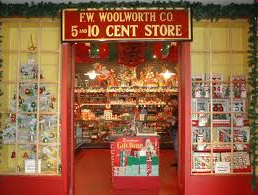 F.W. WOOLWORTH CO
5 AND 10 CENT STORE
Gift Wrap